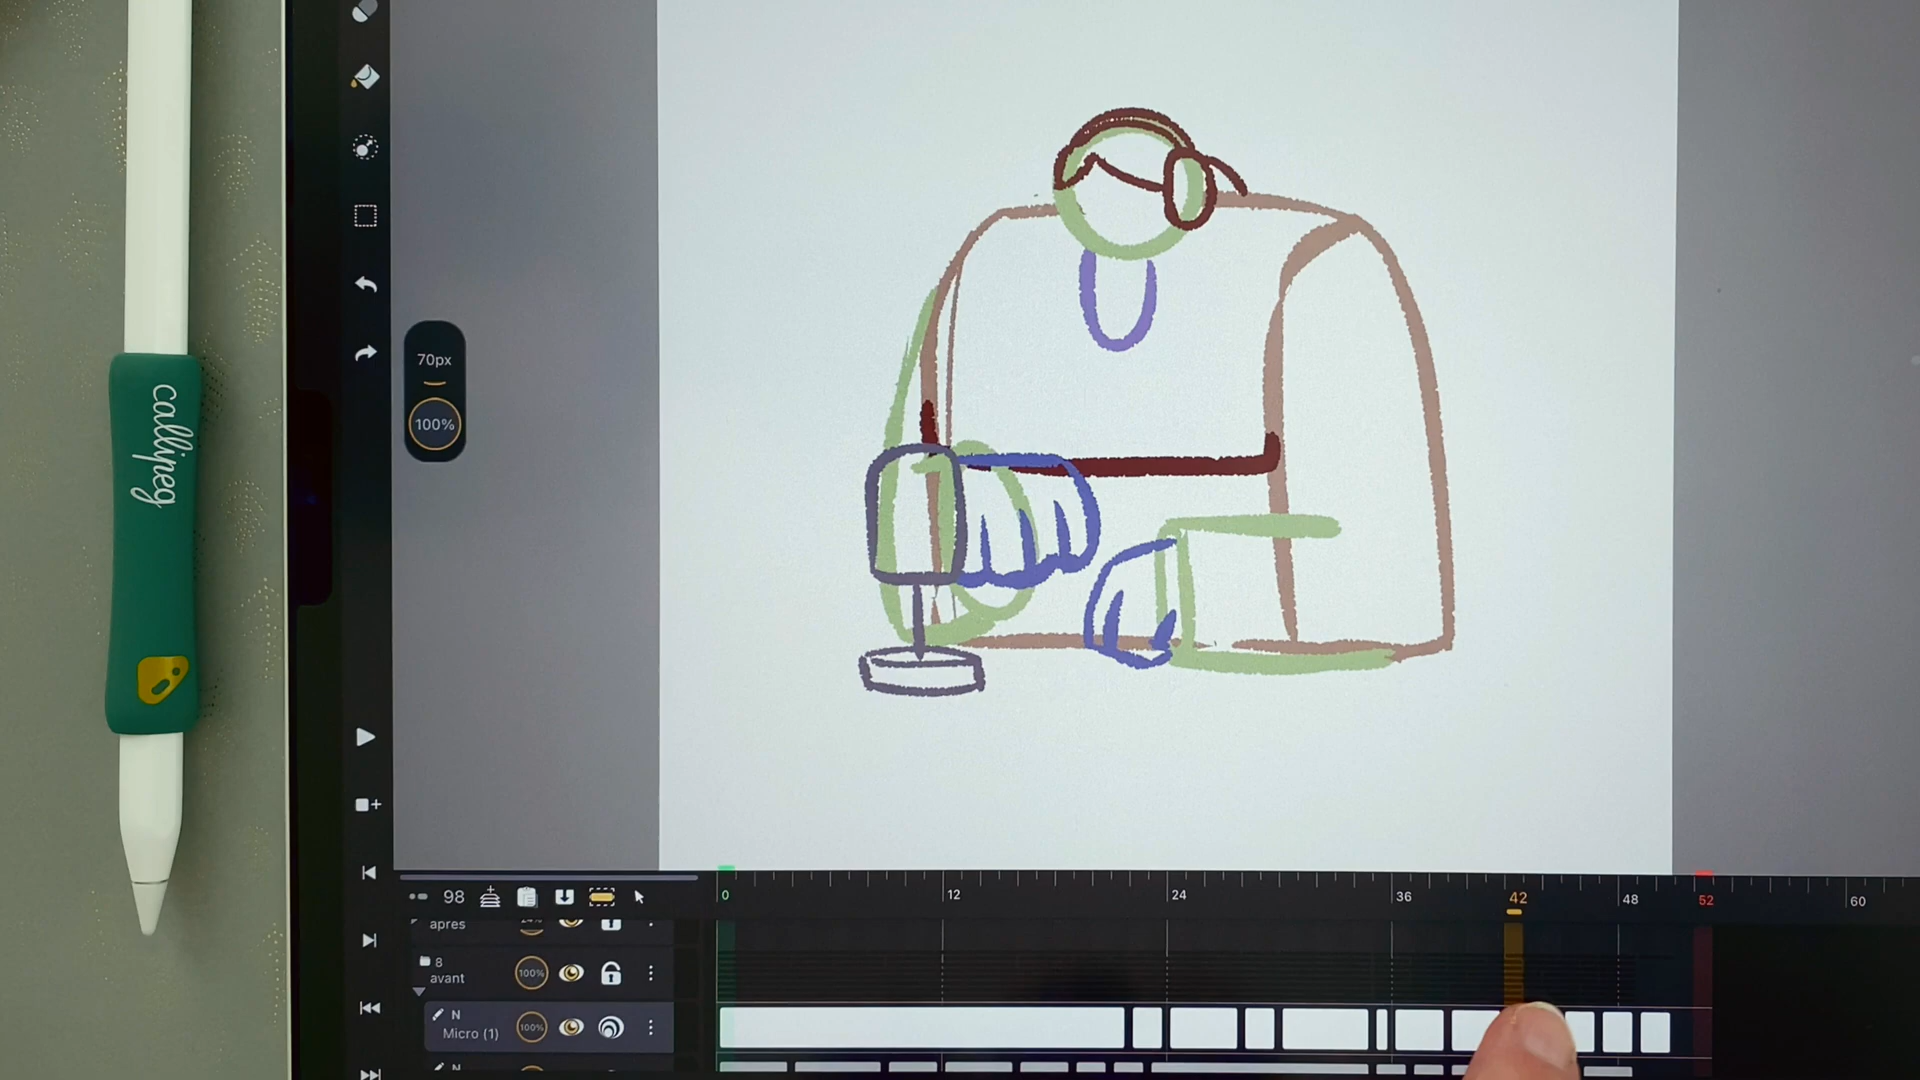 callipeg
70px
100%
98
0
12
24
36
42
48
52
60
apres
8
avant
100%
N
Micro (1)
100%
N